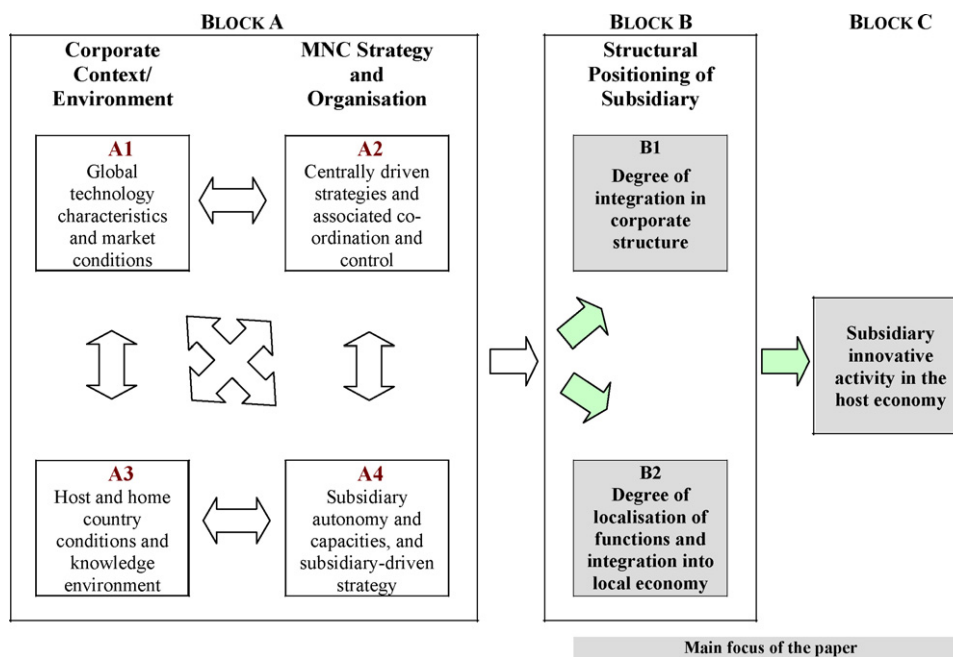 BLOCK A
BLOCK B
BLOCK C
Corporate
Context/
Environment
MNC Strategy
and
Organisation
Structural
Positioning of
Subsidiary
A1
Global
technology
characteristics
and market
conditions
A2
Centrally driven
strategies and
associated co-
ordination and
control
B1
Degree of
integration in
corporate
structure
Subsidiary
innovative
activity in the
host economy
A3
Host and home
country
conditions and
knowledge
environment
A4
Subsidiary
autonomy and
capacities, and
subsidiary-driven
strategy
B2
Degree of
localisation of
functions and
integration into
local economy
Main focus of the paper